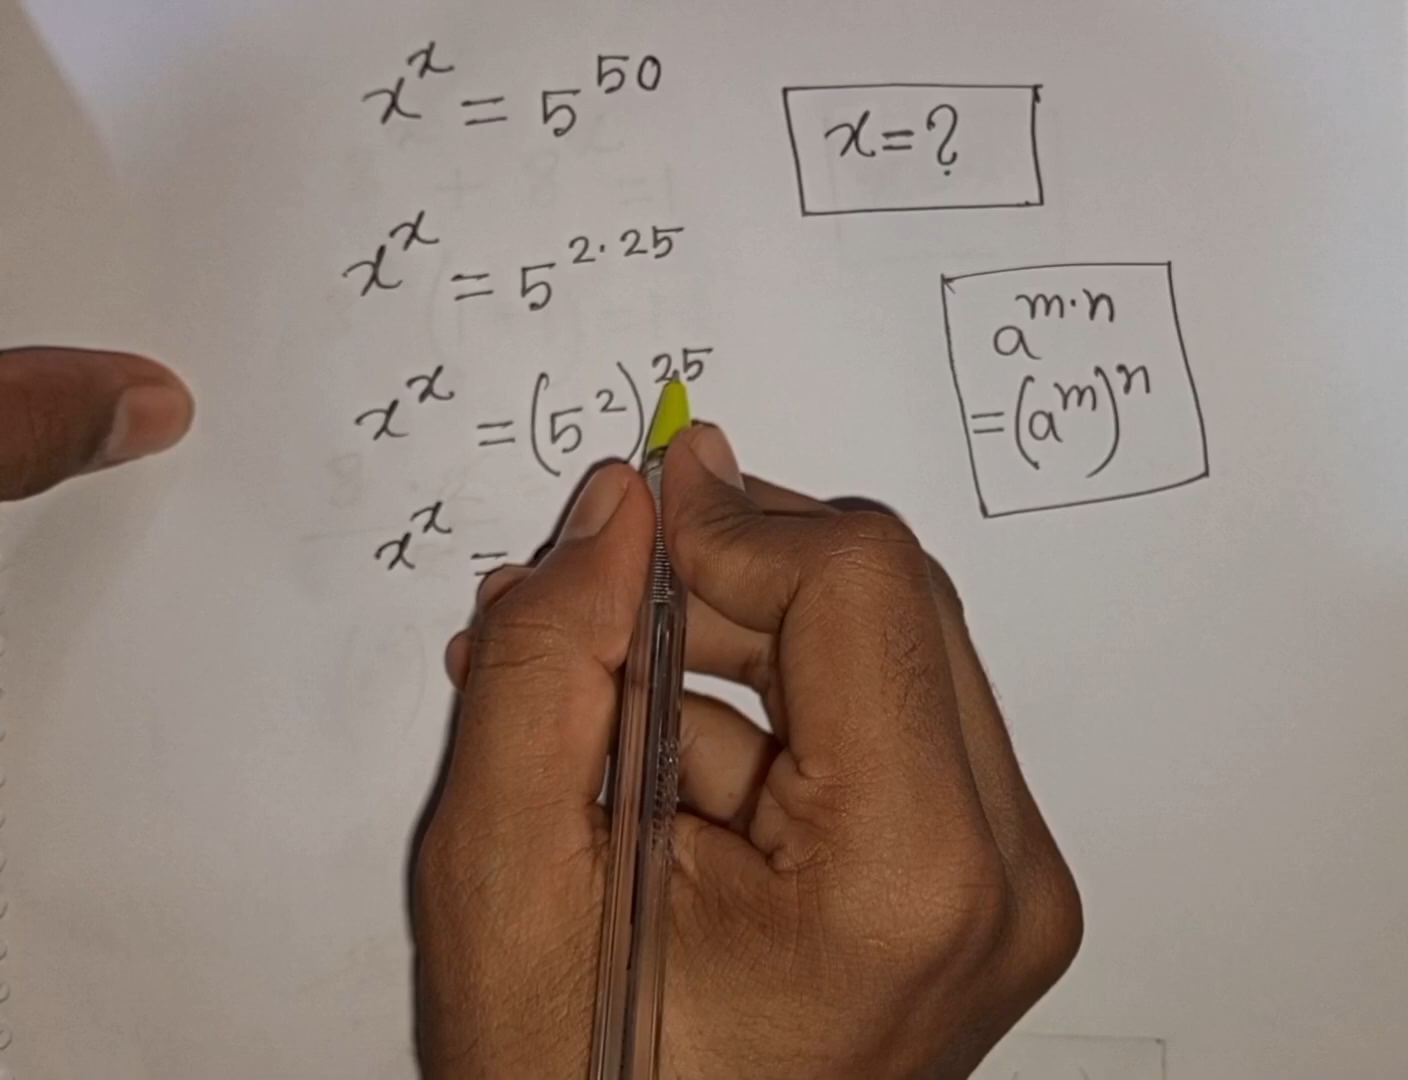 x^x = 5^50
x = ?
x^x = 5^2·25
a^m·n
= (a^m)^n
x^x = (5^2)^25
x^x =